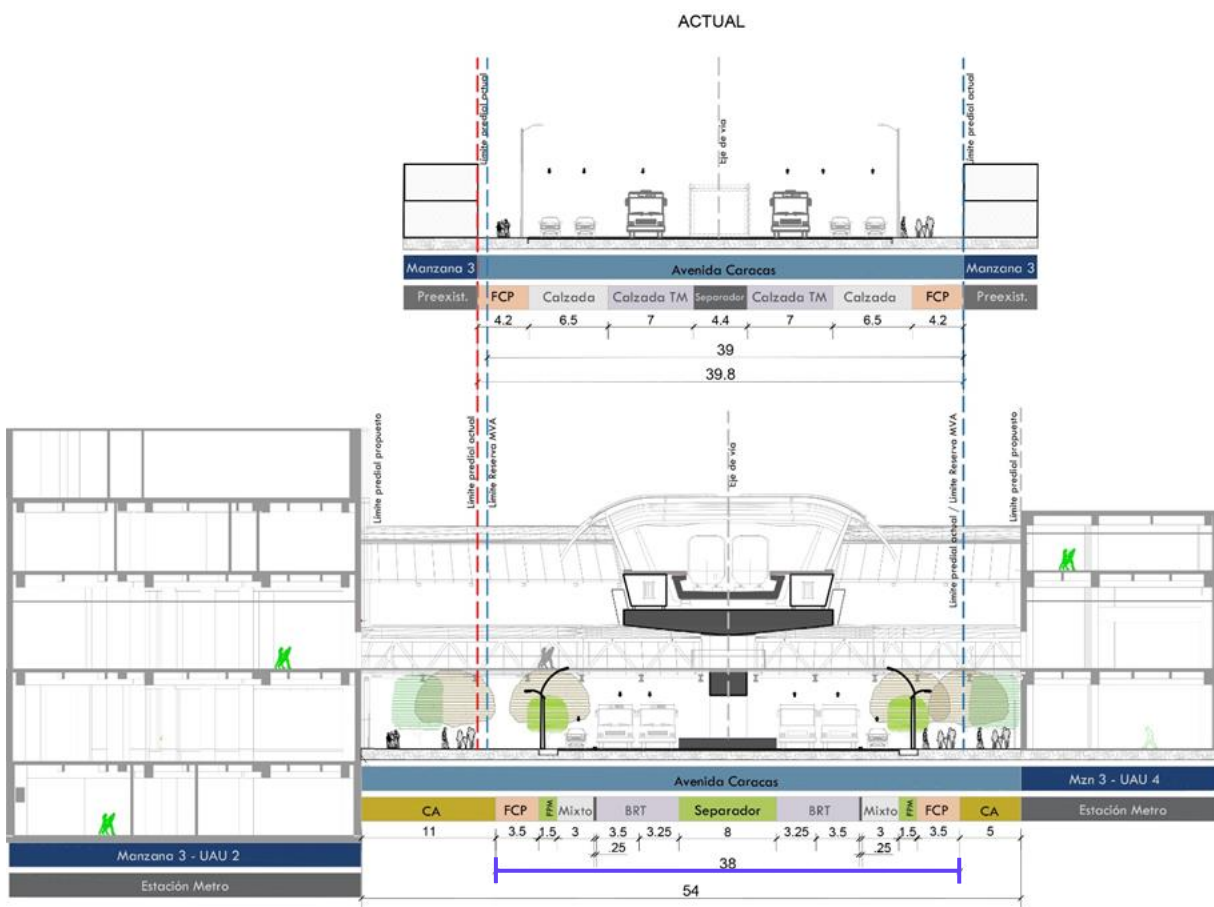 ACTUAL
Límite predial actual
Eje de vía
Límite predial actual
Manzana 3
Avenida Caracas
Manzana 3
Preexist.
FCP
Calzada
Calzada TM
Separador
Calzada TM
Calzada
FCP
Preexist.
4.2
6.5
7
4.4
7
6.5
4.2
39
39.8
Límite predial propuesto
Límite predial actual
Límite Reserva MVA
Eje de vía
Límite predial actual / Límite Reserva MVA
Límite predial propuesto
Avenida Caracas
Mzn 3 - UAU 4
CA
FCP
FPM
Mixto
BRT
Separador
BRT
Mixto
FPM
FCP
CA
Estación Metro
11
3.5
1.5
3
3.5
3.25
8
3.25
3.5
3
1.5
3.5
5
.25
.25
Manzana 3 - UAU 2
38
Estación Metro
54